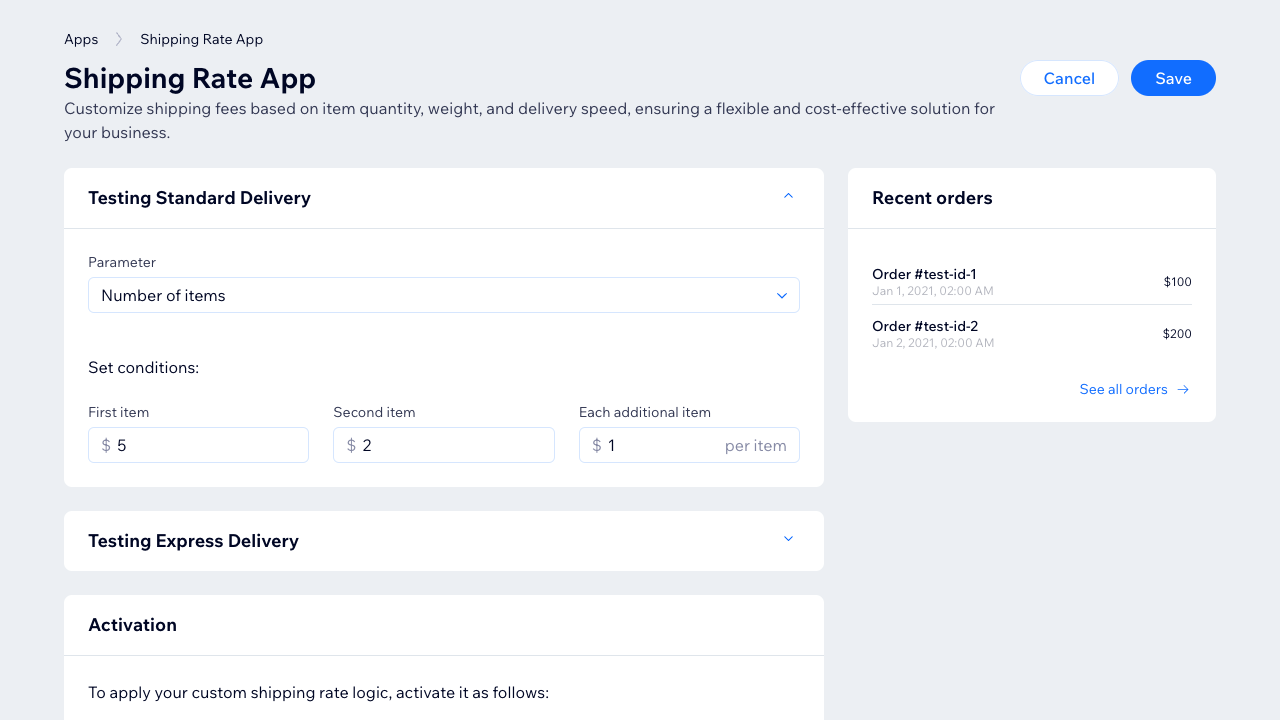 Apps
Shipping Rate App
Shipping Rate App
Customize shipping fees based on item quantity, weight, and delivery speed, ensuring a flexible and cost-effective solution for
your business.
Cancel
Save
Testing Standard Delivery
Parameter
Number of items
Set conditions:
First item
Second item
Each additional item
$ 5
$ 2
$ 1 per item
Testing Express Delivery
Activation
To apply your custom shipping rate logic, activate it as follows:
Recent orders
Order #test-id-1
Jan 1, 2021, 02:00 AM
$100
Order #test-id-2
Jan 2, 2021, 02:00 AM
$200
See all orders